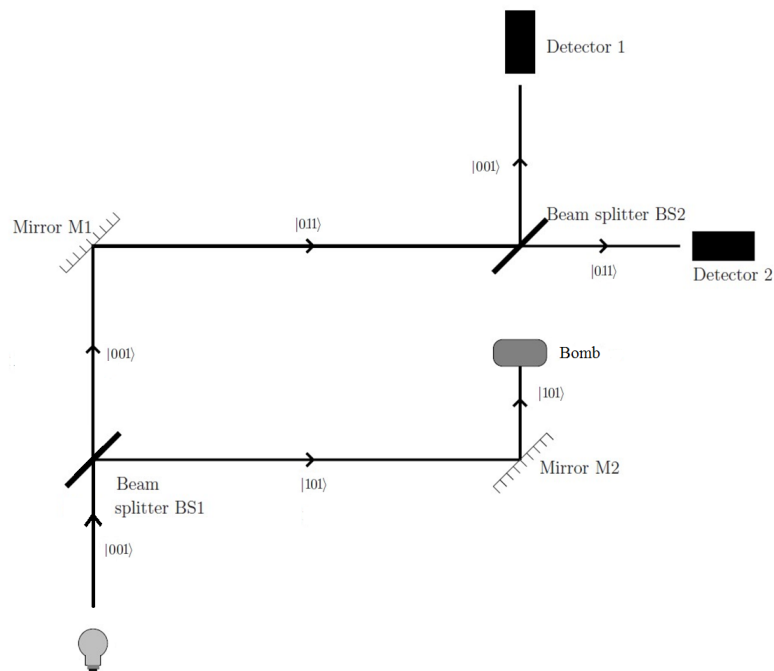 Detector 1
|001⟩
Mirror M1
|011⟩
Beam splitter BS2
|011⟩
Detector 2
|001⟩
Bomb
|101⟩
Mirror M2
Beam
splitter BS1
|101⟩
|001⟩